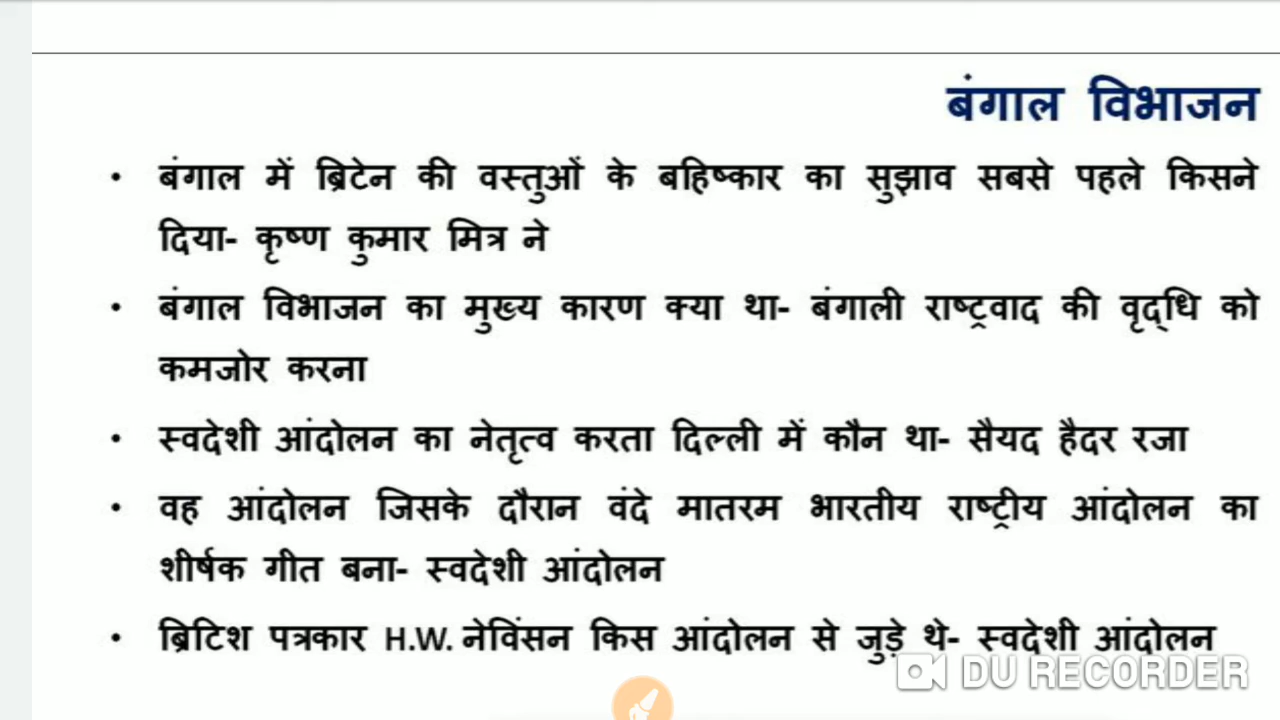 बंगाल विभाजन
• बंगाल में ब्रिटेन की वस्तुओं के बहिष्कार का सुझाव सबसे पहले किसने
दिया- कृष्ण कुमार मित्र ने
• बंगाल विभाजन का मुख्य कारण क्या था- बंगाली राष्ट्रवाद की वृद्धि को
कमजोर करना
• स्वदेशी आंदोलन का नेतृत्व करता दिल्ली में कौन था- सैयद हैदर रजा
• वह आंदोलन जिसके दौरान वंदे मातरम भारतीय राष्ट्रीय आंदोलन का
शीर्षक गीत बना- स्वदेशी आंदोलन
• ब्रिटिश पत्रकार H.W. नेविंसन किस आंदोलन से जुड़े थे- स्वदेशी आंदोलन
DU RECORDER